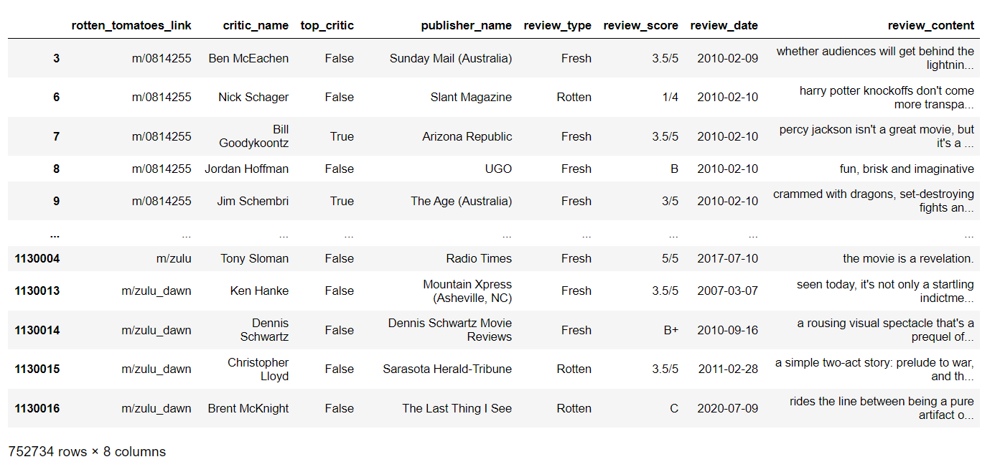 rotten_tomatoes_link critic_name top_critic publisher_name review_type review_score review_date review_content
3 m/0814255 Ben McEachen False Sunday Mail (Australia) Fresh 3.5/5 2010-02-09 whether audiences will get behind the lightnin...
6 m/0814255 Nick Schager False Slant Magazine Rotten 1/4 2010-02-10 harry potter knockoffs don't come more transpa...
7 m/0814255 Bill Goodykoontz True Arizona Republic Fresh 3.5/5 2010-02-10 percy jackson isn't a great movie, but it's a ...
8 m/0814255 Jordan Hoffman False UGO Fresh B 2010-02-10 fun, brisk and imaginative
9 m/0814255 Jim Schembri True The Age (Australia) Fresh 3/5 2010-02-10 crammed with dragons, set-destroying fights an...
... ... ... ... ... ... ... ... ...
1130004 m/zulu Tony Sloman False Radio Times Fresh 5/5 2017-07-10 the movie is a revelation.
1130013 m/zulu_dawn Ken Hanke False Mountain Xpress (Asheville, NC) Fresh 3.5/5 2007-03-07 seen today, it's not only a startling indictme...
1130014 m/zulu_dawn Dennis Schwartz False Dennis Schwartz Movie Reviews Fresh B+ 2010-09-16 a rousing visual spectacle that's a prequel of...
1130015 m/zulu_dawn Christopher Lloyd False Sarasota Herald-Tribune Rotten 3.5/5 2011-02-28 a simple two-act story: prelude to war, and th...
1130016 m/zulu_dawn Brent McKnight False The Last Thing I See Rotten C 2020-07-09 rides the line between being a pure artifact o...
752734 rows × 8 columns